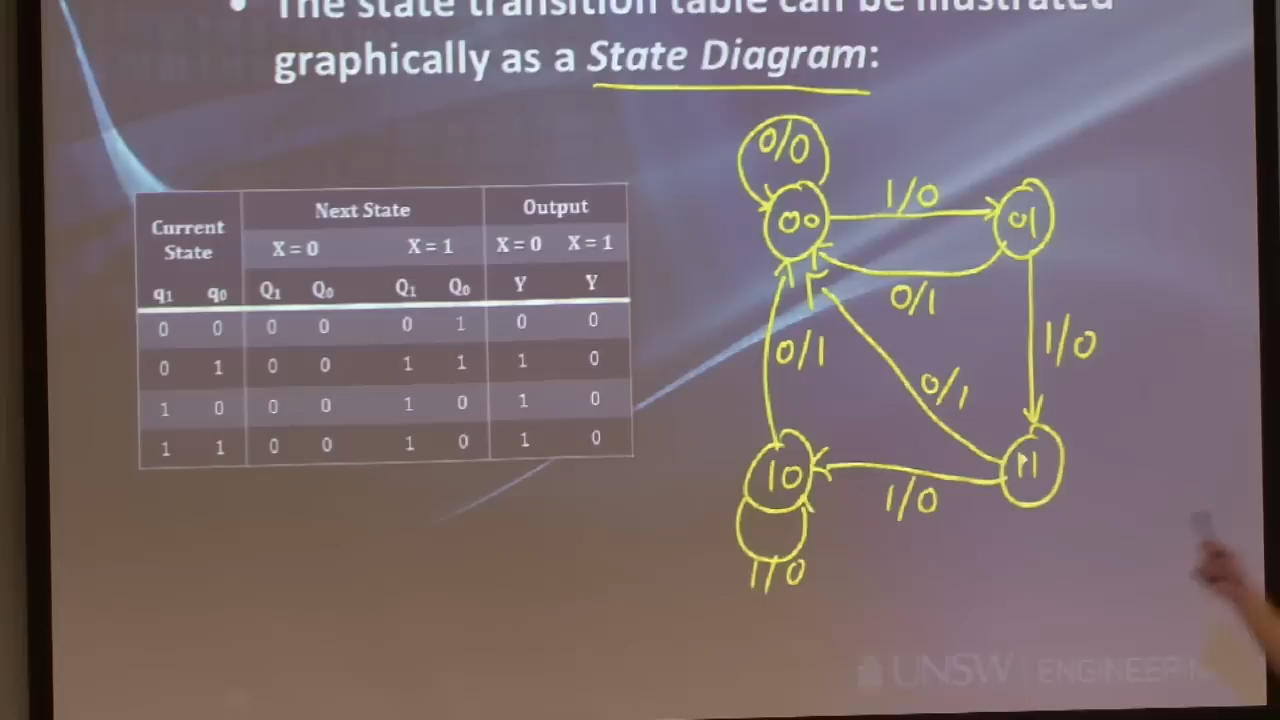 • The state transition table can be illustrated
graphically as a State Diagram:
Current State Next State Output
X = 0 X = 1 X = 0 X = 1
q1 q0 Q1 Q0 Q1 Q0 Y Y
0 0 0 0 0 1 0 0
0 1 0 0 1 1 1 0
1 0 0 0 1 0 1 0
1 1 0 0 1 0 1 0
0/0
00
1/0
01
0/1
1/0
0/1
0/1
10
1/0
11
1/0
UNSW ENGINEERIN